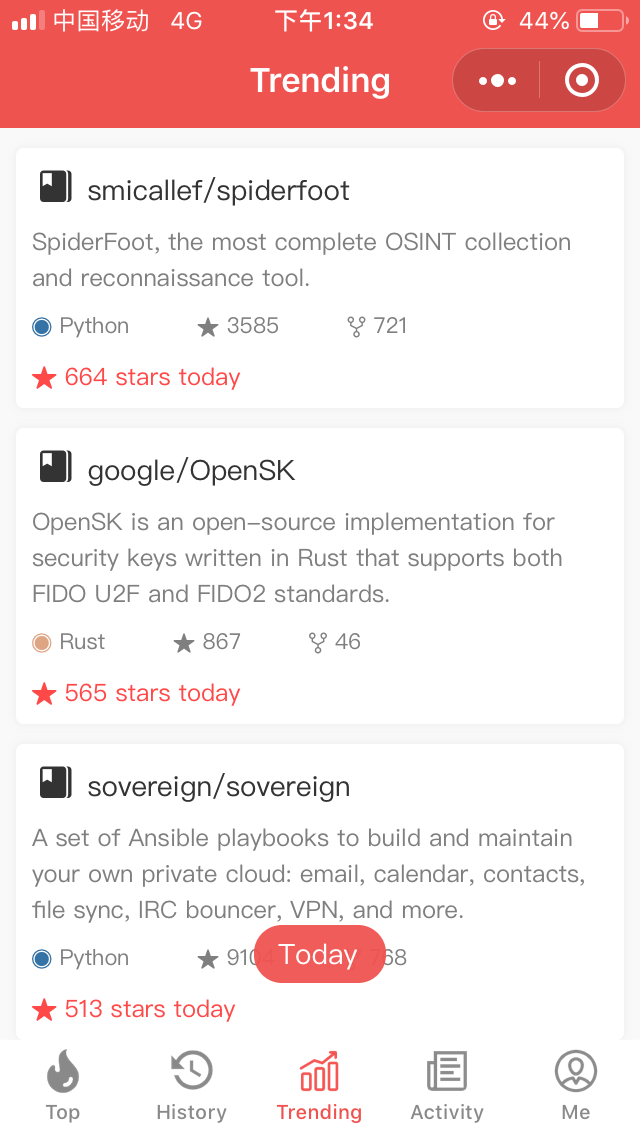 中国移动 4G 下午1:34 44%
Trending
smicallef/spiderfoot
SpiderFoot, the most complete OSINT collection
and reconnaissance tool.
Python 3585 721
664 stars today
google/OpenSK
OpenSK is an open-source implementation for
security keys written in Rust that supports both
FIDO U2F and FIDO2 standards.
Rust 867 46
565 stars today
sovereign/sovereign
A set of Ansible playbooks to build and maintain
your own private cloud: email, calendar, contacts,
file sync, IRC bouncer, VPN, and more.
Python 9104 Today 768
513 stars today
Top History Trending Activity Me